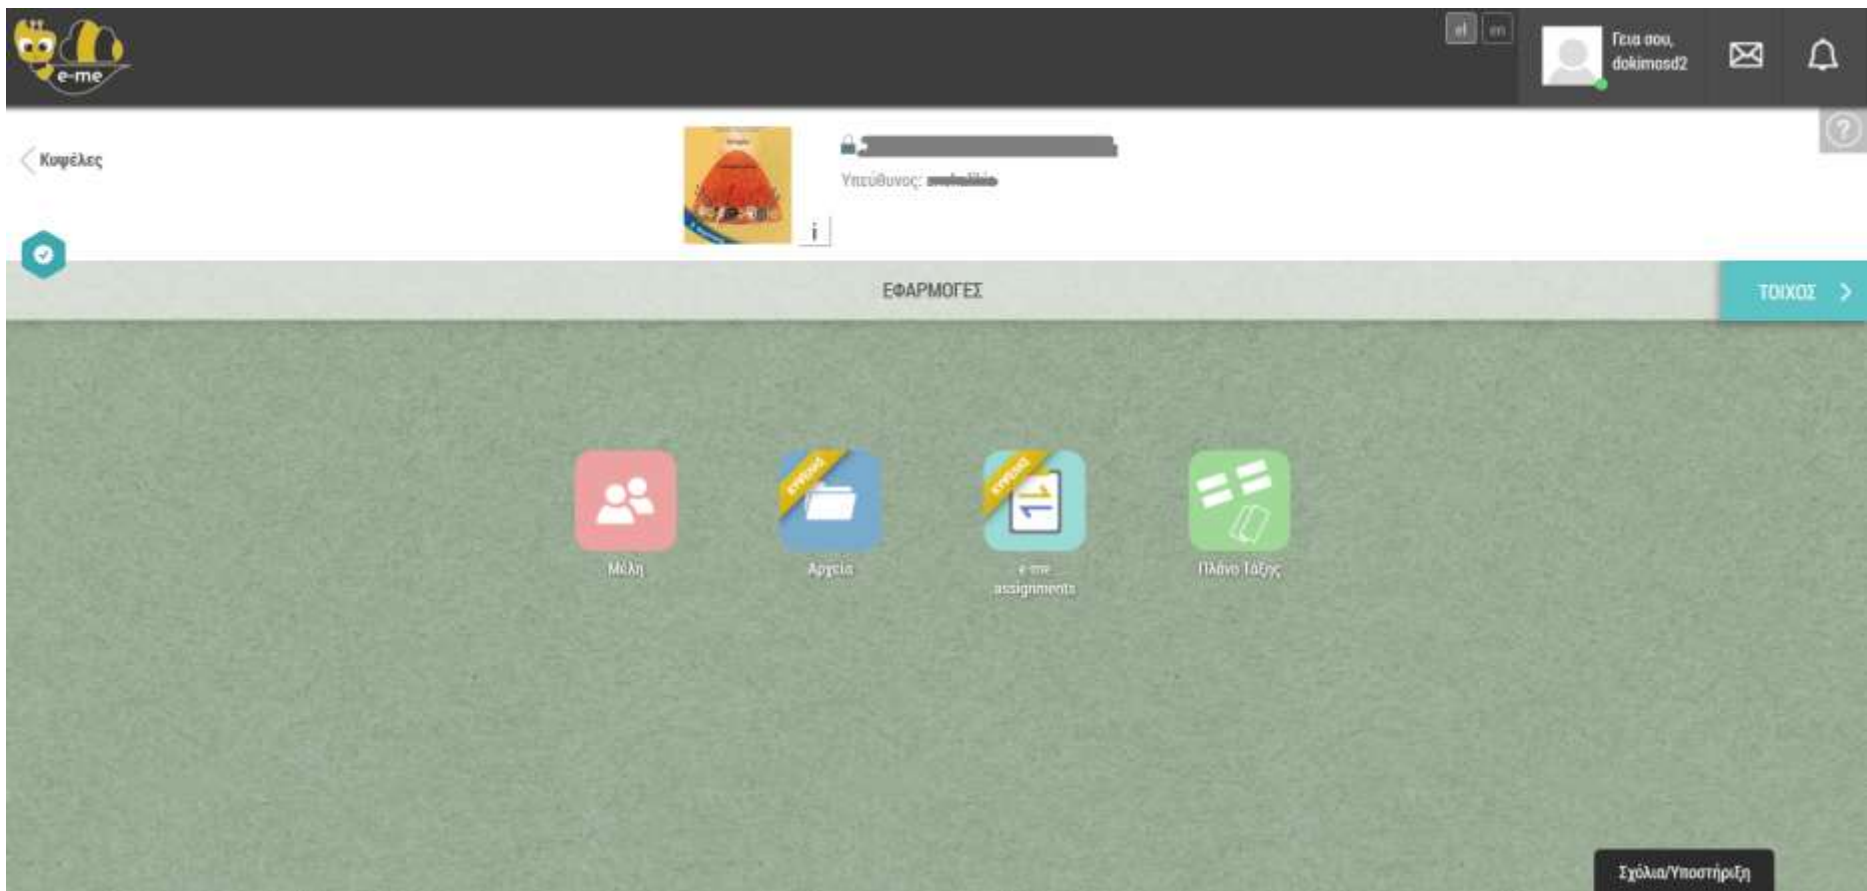 e-me
el en
Γεια σου,
dokimosd2
Κυψέλες
Υπεύθυνος:
i
?
ΕΦΑΡΜΟΓΕΣ
ΤΟΙΧΟΣ
Μέλη
Αρχεία
e-me
assignments
Πλάνο Τάξης
Σχόλια/Υποστήριξη